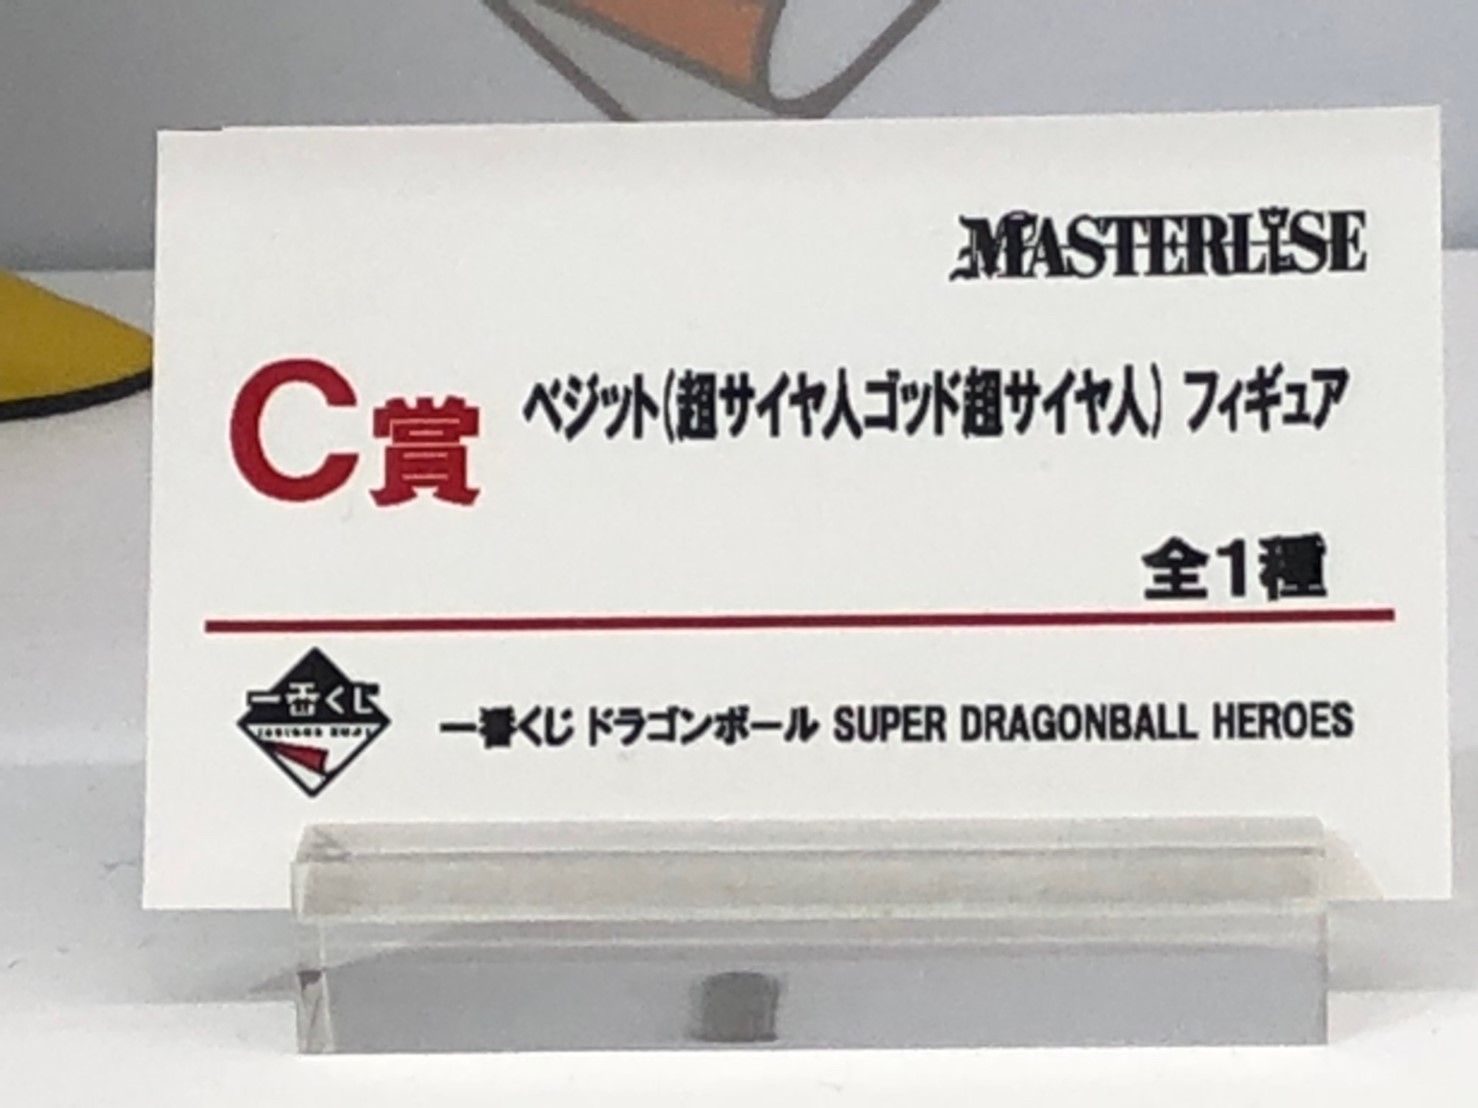 MASTERLISE
C賞
ベジット(超サイヤ人ゴッド超サイヤ人) フィギュア
全1種
一番くじ
ICHIBAN KUJI
一番くじ ドラゴンボール SUPER DRAGONBALL HEROES